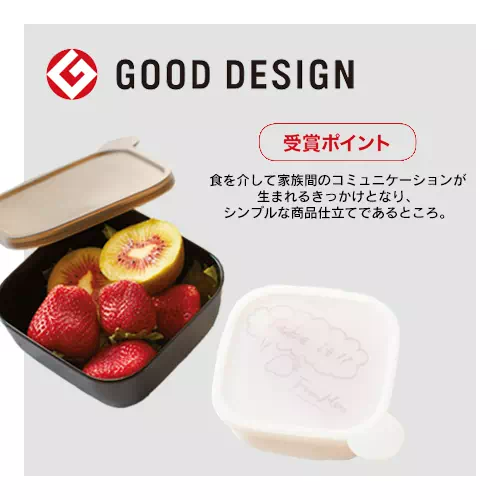 GOOD DESIGN
受賞ポイント
食を介して家族間のコミュニケーションが
生まれるきっかけとなり、
シンプルな商品仕立てであるところ。